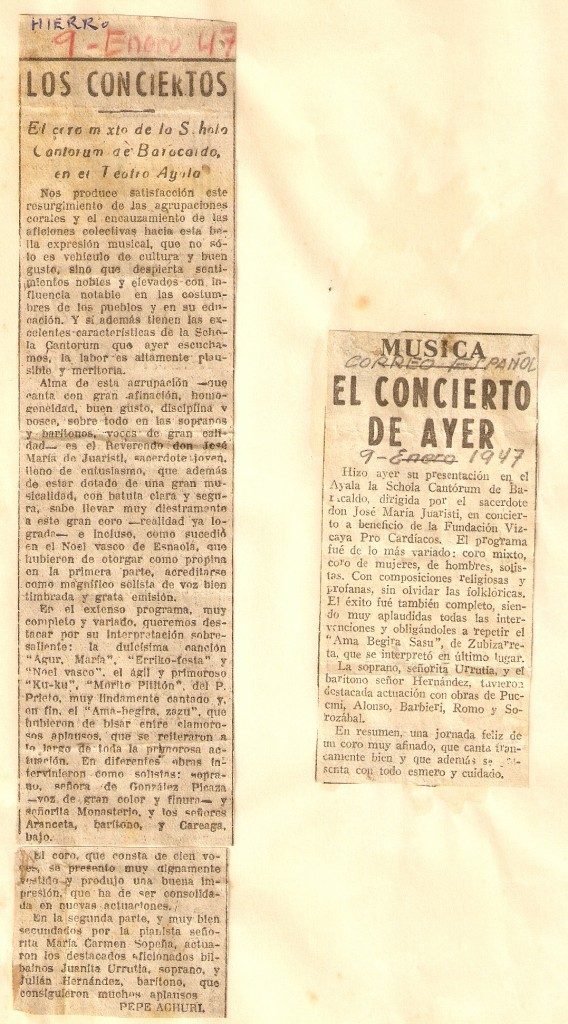 HIERRO
9-Enero 47
LOS CONCIERTOS
El coro mixto de la Schola
Cantorum de Baracaldo,
en el Teatro Ayala
Nos produce satisfacción este
resurgimiento de las agrupaciones
corales y el encauzamiento de las
aficiones colectivas hacia esta be-
lla expresión musical, que no só-
lo es vehículo de cultura y buen
gusto, sino que despierta senti-
mientos nobles y elevados con in-
fluencia notable en las costum-
bres de los pueblos y en su edu-
cación. Y si además tienen las ex-
celentes características de la Scho-
la Cantorum que ayer escucha-
mos, la labor es altamente plau-
sible y meritoria.
Alma de esta agrupación —que
canta con gran afinación, homo-
geneidad, buen gusto, disciplina y
posee, sobre todo en las sopranos
y barítonos, voces de gran cali-
dad— es el Reverendo don José
María de Juaristi, sacerdote joven,
lleno de entusiasmo, que además
de estar dotado de una gran mu-
sicalidad, con batuta clara y segu-
ra, sabe llevar muy diestramente
a este gran coro —realidad ya lo-
grada— e incluso, como sucedió
en el Noel vasco de Esnaola, que
hubieron de otorgar como propina
en la primera parte, acreditarse
como magnífico solista de voz bien
timbrada y grata emisión.
En el extenso programa, muy
completo y variado, queremos des-
tacar por su interpretación sobre-
saliente: la dulcísima canción
"Agur, María", "Erriko-festa" y
"Noel vasco", el ágil y primoroso
"Ku-ku", "Morito Pititón", del P.
Prieto, muy lindamente cantado y,
en fin, el "Ama-begira, zazu", que
hubieron de bisar entre clamoro-
sos aplausos, que se reiteraron a
lo largo de toda la primorosa ac-
tuación. En diferentes obras in-
tervinieron como solistas: sopra-
no, señora de González Picaza
—voz de gran color y finura— y
señorita Monasterio, y los señores
Aranceta, barítono, y Careaga,
bajo.
El coro, que consta de cien vo-
ces, se presentó muy dignamente
vestido y produjo una buena im-
presión, que ha de ser consolida-
da en nuevas actuaciones.
En la segunda parte, y muy bien
secundados por la pianista seño-
rita María Carmen Sopeña, actua-
ron los destacados aficionados bil-
bainos Juanita Urrutia, soprano, y
Julián Hernández, barítono, que
consiguieron muchos aplausos
PEPE ACHURI.
MUSICA
CORREO ESPAÑOL
EL CONCIERTO
DE AYER
9-Enero 1947
Hizo ayer su presentación en el
Ayala la Schola Cantórum de Ba-
racaldo, dirigida por el sacerdote
don José María Juaristi, en concier-
to a beneficio de la Fundación Viz-
caya Pro Cardíacos. El programa
fué de lo más variado: coro mixto,
coro de mujeres, de hombres, solis-
tas. Con composiciones religiosas y
profanas, sin olvidar las folklóricas.
El éxito fué también completo, sien-
do muy aplaudidas todas las inter-
venciones y obligándoles a repetir el
"Ama Begira Sasu", de Zubizarre-
ta, que se interpretó en último lugar.
La soprano, señorita Urrutia, y el
barítono señor Hernández, tuvieron
destacada actuación con obras de Puc-
cini, Alonso, Barbieri, Romo y So-
rozábal.
En resumen, una jornada feliz de
un coro muy afinado, que canta fran-
camente bien y que además se pre-
senta con todo esmero y cuidado.